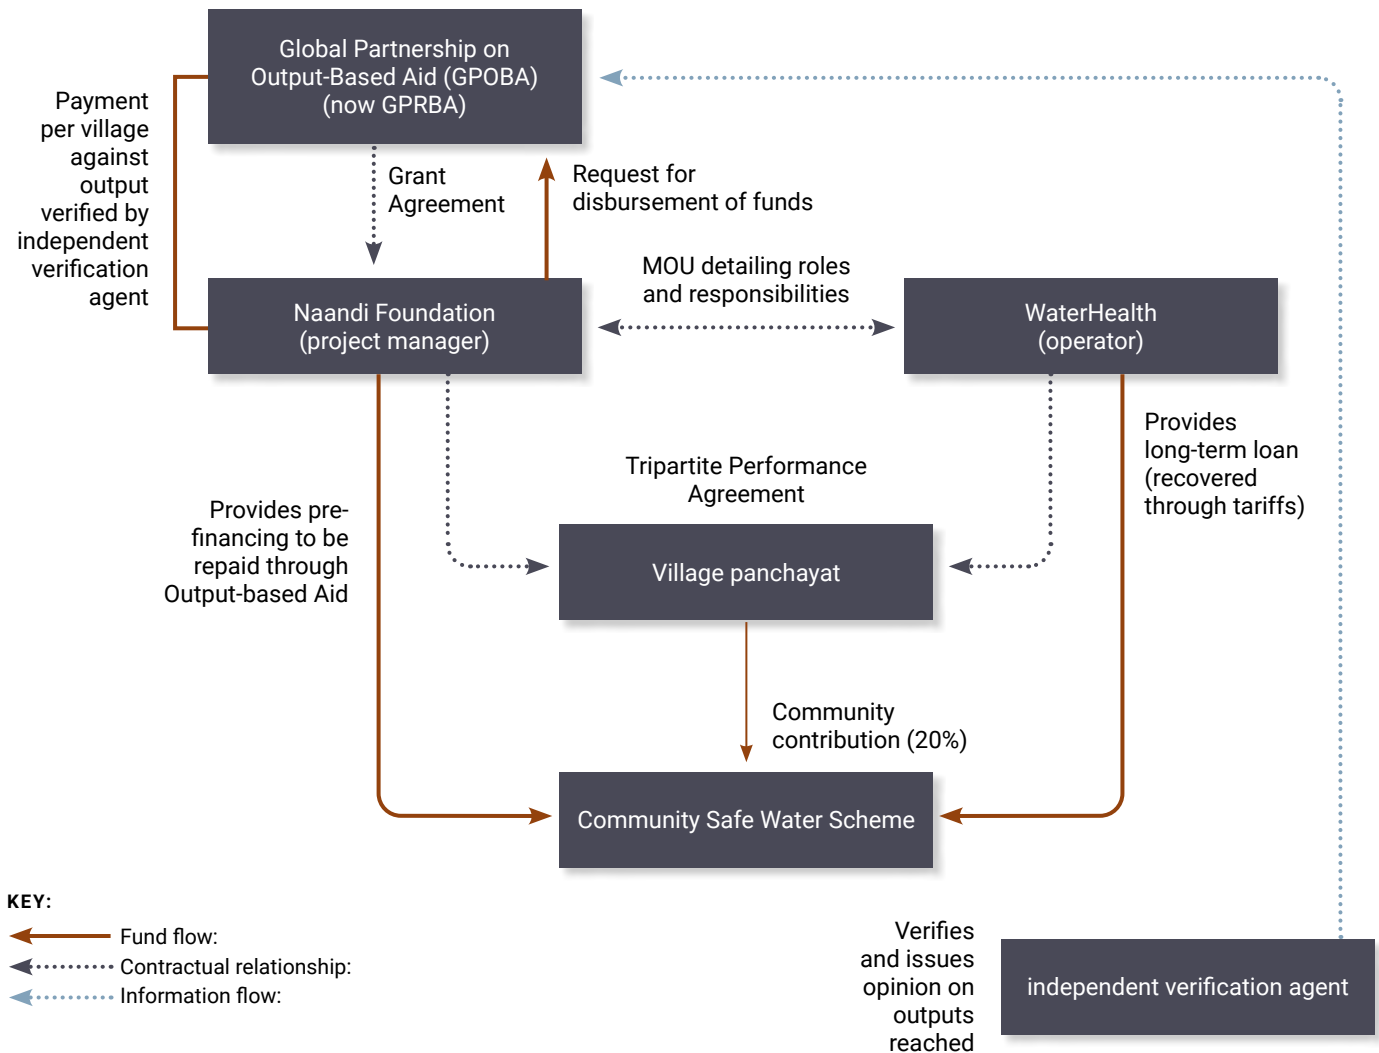 Global Partnership on
Output-Based Aid (GPOBA)
(now GPRBA)
Payment
per village
against
output
verified by
independent
verification
agent
Grant
Agreement
Request for
disbursement of funds
MOU detailing roles
and responsibilities
Naandi Foundation
(project manager)
WaterHealth
(operator)
Provides
long-term loan
(recovered
through tariffs)
Tripartite Performance
Agreement
Provides pre-
financing to be
repaid through
Output-based Aid
Village panchayat
Community
contribution (20%)
Community Safe Water Scheme
KEY:
Fund flow:
Contractual relationship:
Information flow:
Verifies
and issues
opinion on
outputs
reached
independent verification agent